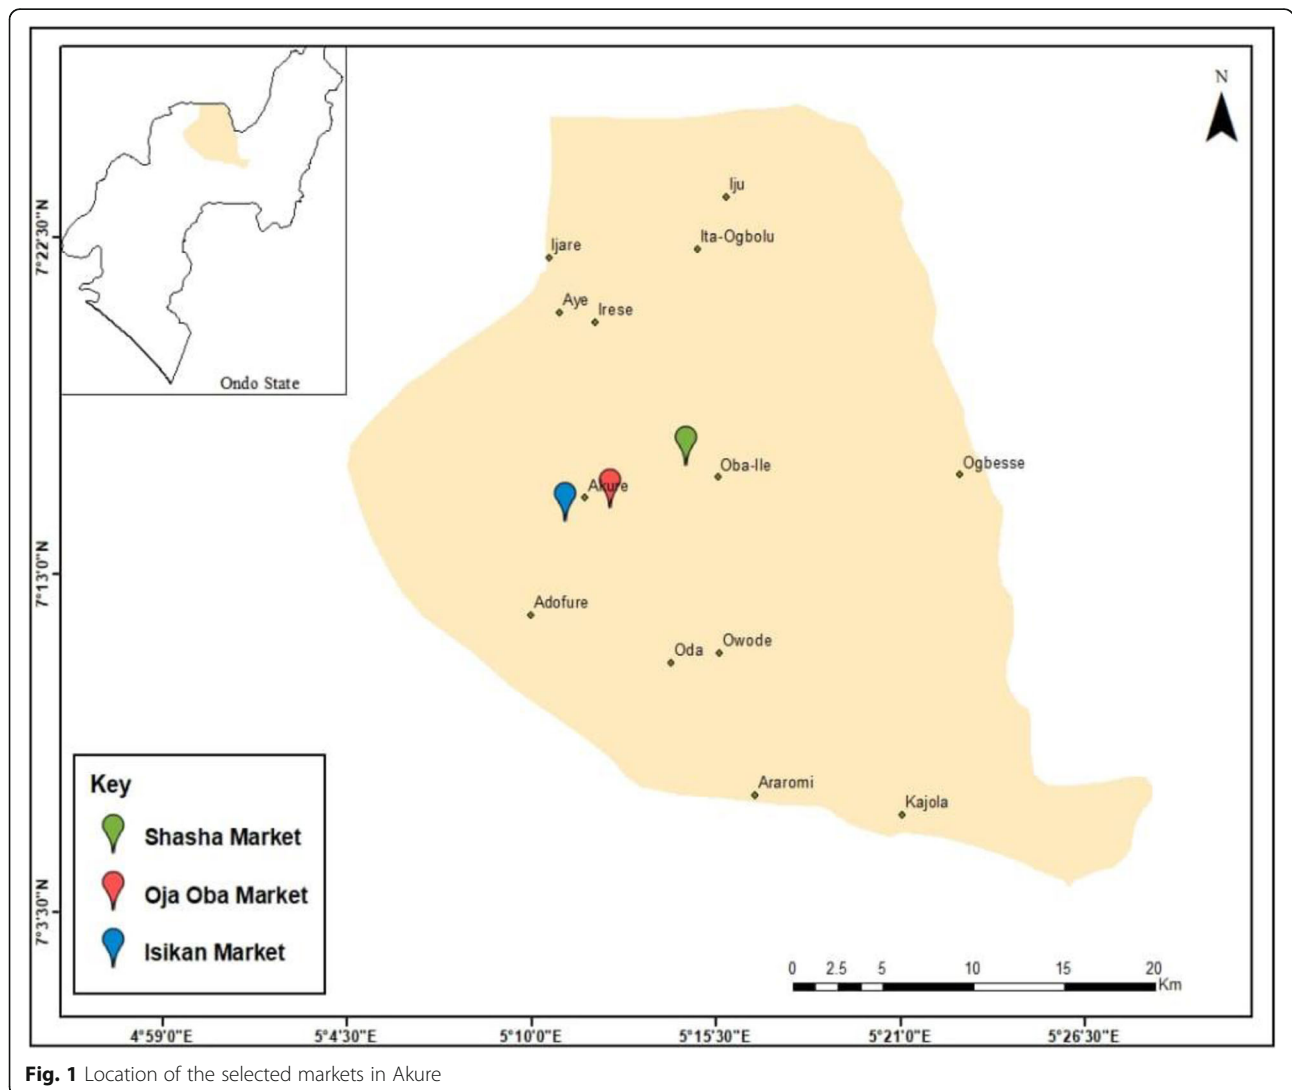 N
Ondo State
Iju
Ita-Ogbolu
Ijare
Aye
Irese
Oba-Ile
Ogbesse
Akure
Adofure
Owode
Oda
Araromi
Kajola
7°22'30"N
7°13'0"N
7°3'30"N
Key
Shasha Market
Oja Oba Market
Isikan Market
0 2.5 5 10 15 20
Km
4°59'0"E 5°4'30"E 5°10'0"E 5°15'30"E 5°21'0"E 5°26'30"E
Fig. 1 Location of the selected markets in Akure